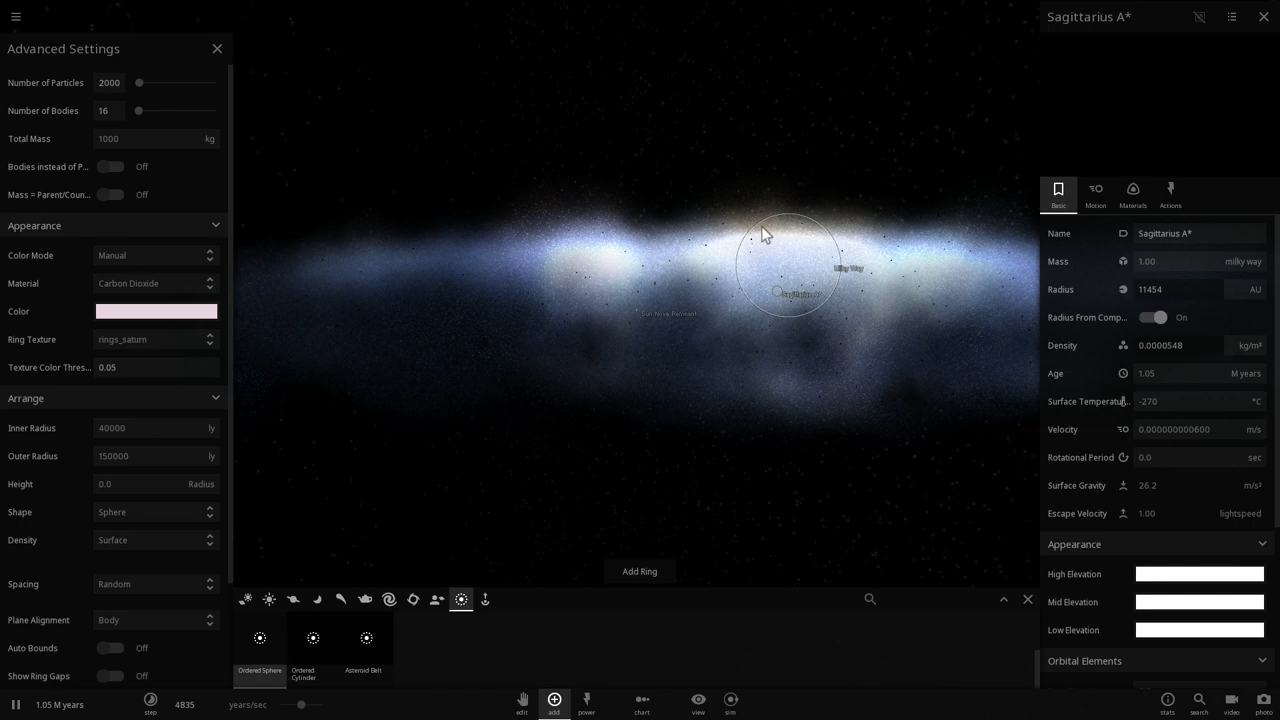 Sagittarius A*
Advanced Settings
Number of Particles 2000
Number of Bodies 16
Total Mass 1000 kg
Bodies instead of P... Off
Mass = Parent/Coun... Off
Appearance
Color Mode Manual
Material Carbon Dioxide
Color
Ring Texture rings_saturn
Texture Color Thres... 0.05
Arrange
Inner Radius 40000 ly
Outer Radius 150000 ly
Height 0.0 Radius
Shape Sphere
Density Surface
Spacing Random
Plane Alignment Body
Auto Bounds Off
Show Ring Gaps Off
Milky Way
Sagittarius A*
Sun Nova Remnant
Add Ring
Ordered Sphere
Ordered Cylinder
Asteroid Belt
Basic Motion Materials Actions
Name Sagittarius A*
Mass 1.00 milky way
Radius 11454 AU
Radius From Comp... On
Density 0.0000548 kg/m³
Age 1.05 M years
Surface Temperatur... -270 °C
Velocity 0.000000000600 m/s
Rotational Period 0.0 sec
Surface Gravity 26.2 m/s²
Escape Velocity 1.00 lightspeed
Appearance
High Elevation
Mid Elevation
Low Elevation
Orbital Elements
1.05 M years step 4835 years/sec edit add power chart view sim stats search video photo